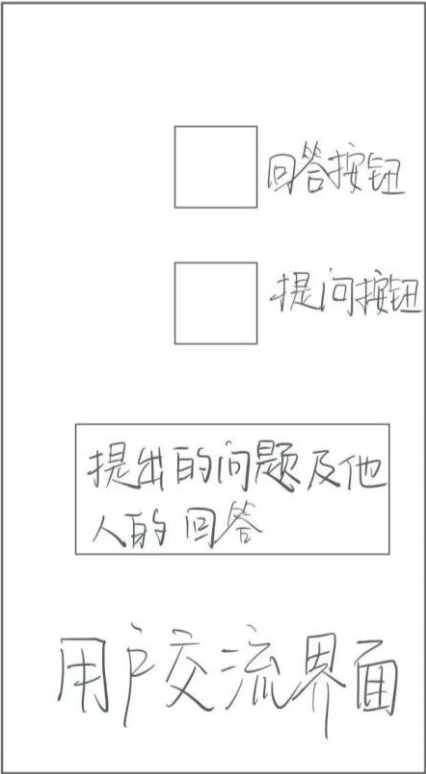 回答按钮
提问按钮
提出的问题及他
人的回答
用户交流界面